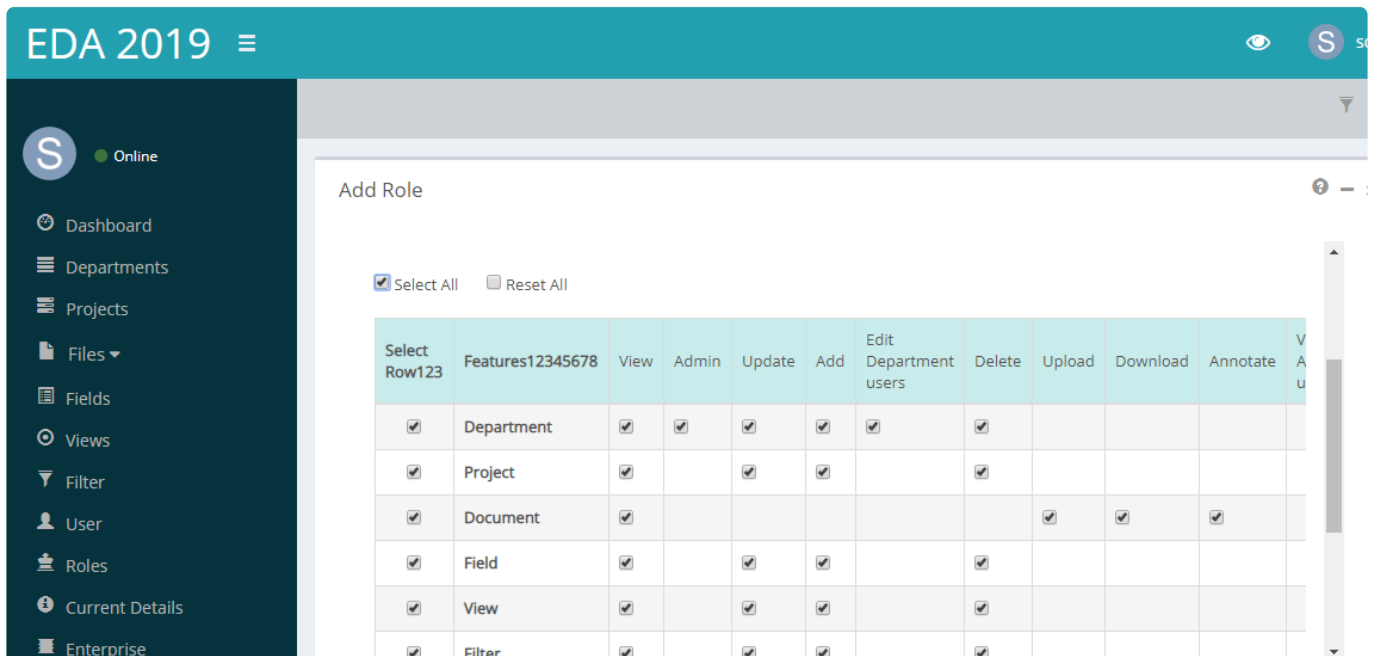 EDA 2019
S
S
Online
Add Role
Dashboard
Departments
Projects
Files
Fields
Views
Filter
User
Roles
Current Details
Enterprise
Select All Reset All
Select Row123 Features12345678 View Admin Update Add Edit Department users Delete Upload Download Annotate
Department
Project
Document
Field
View
Filter